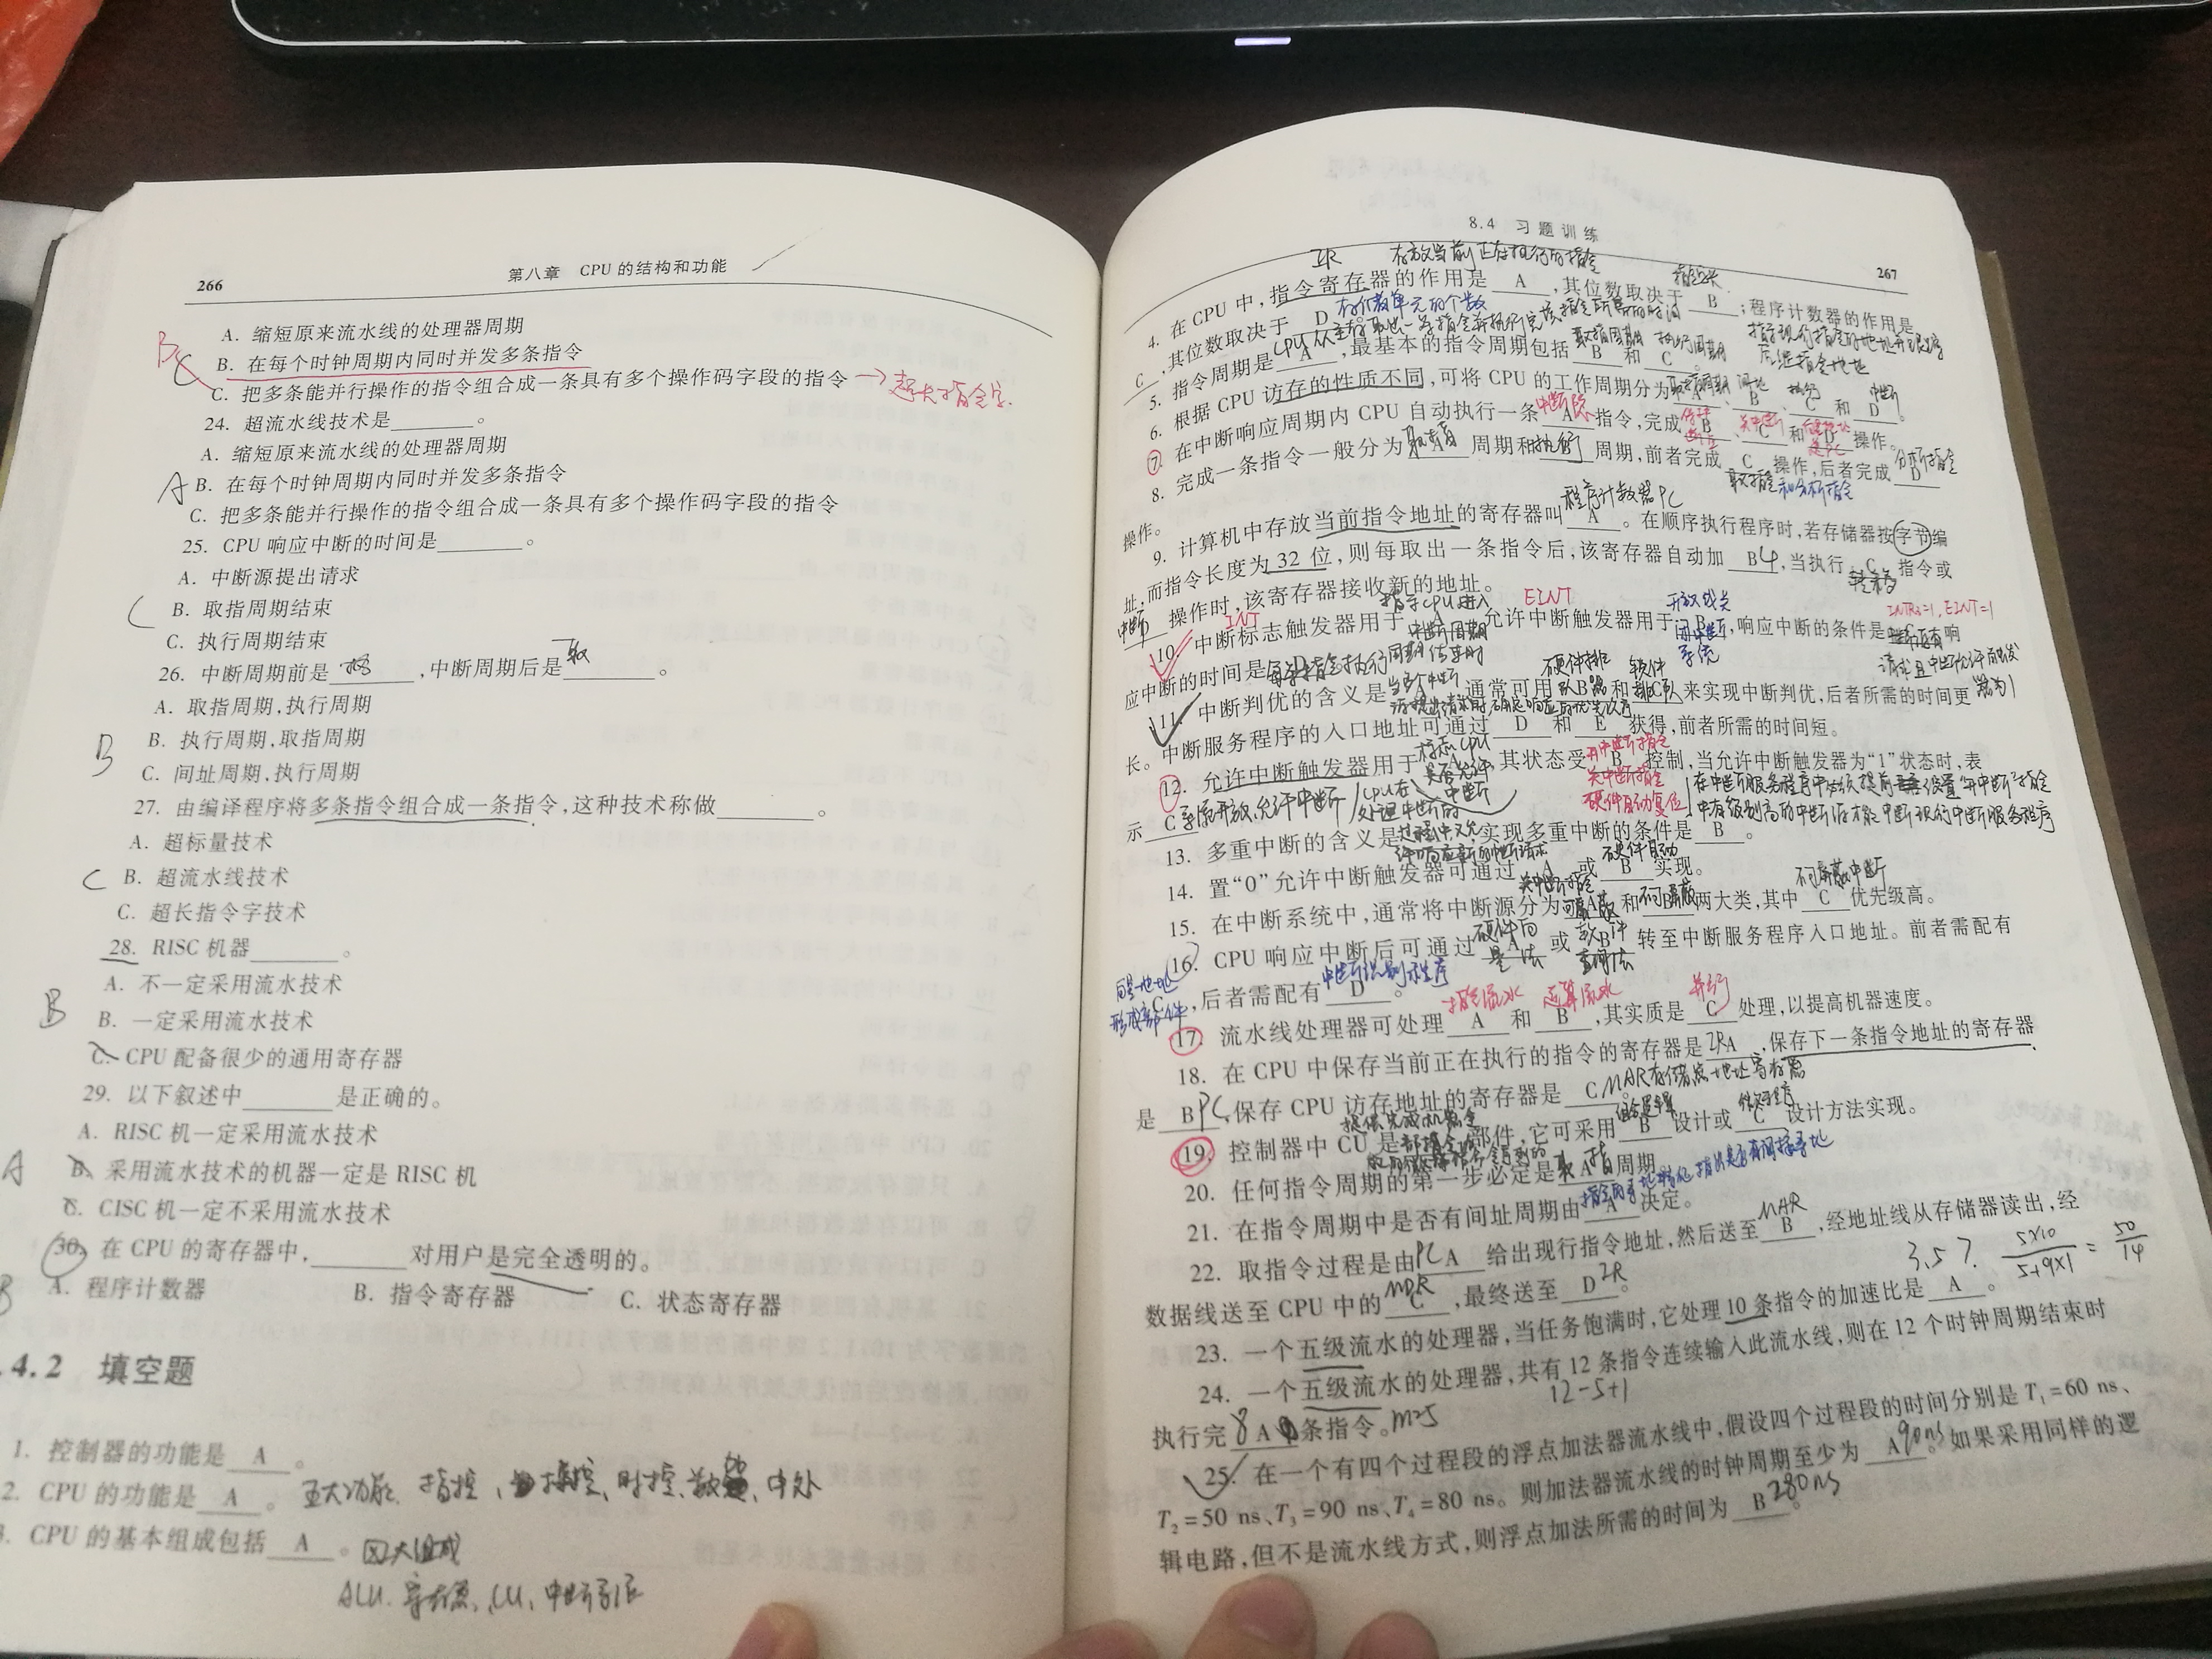 266
第八章 CPU 的结构和功能
A. 缩短原来流水线的处理器周期
B. 在每个时钟周期内同时并发多条指令
C. 把多条能并行操作的指令组合成一条具有多个操作码字段的指令 → 超长指令字.
24. 超流水线技术是________。
A. 缩短原来流水线的处理器周期
A B. 在每个时钟周期内同时并发多条指令
C. 把多条能并行操作的指令组合成一条具有多个操作码字段的指令
25. CPU 响应中断的时间是________。
A. 中断源提出请求
C B. 取指周期结束
C. 执行周期结束
26. 中断周期前是________,中断周期后是 取 。
A. 取指周期,执行周期
B B. 执行周期,取指周期
C. 间址周期,执行周期
27. 由编译程序将多条指令组合成一条指令,这种技术称做________。
A. 超标量技术
C B. 超流水线技术
C. 超长指令字技术
28. RISC 机器________。
A. 不一定采用流水技术
B B. 一定采用流水技术
C. CPU 配备很少的通用寄存器
29. 以下叙述中________是正确的。
A. RISC 机一定采用流水技术
A B. 采用流水技术的机器一定是 RISC 机
C. CISC 机一定不采用流水技术
30. 在 CPU 的寄存器中,________对用户是完全透明的。
B A. 程序计数器 B. 指令寄存器 C. 状态寄存器
.4.2 填空题
1. 控制器的功能是 A 。
2. CPU 的功能是 A 。 五大功能 指控、操控、时控、数、中处
. CPU 的基本组成包括 A 。 四大组成
ALU、寄存器、CU、中断系统
8.4 习题训练
267
IR 存放当前正在执行的指令 指令字长
4. 在 CPU 中,指令寄存器的作用是 A ,其位数取决于 B ;程序计数器的作用是
C ,其位数取决于 D 。 存储单元的个数
5. 指令周期是 A ,最基本的指令周期包括 B 和 C 。
CPU从主存取出一条指令并执行完该指令所需的时间 取指周期 执行周期
指示现行指令的地址并跟踪后继指令地址
6. 根据 CPU 访存的性质不同,可将 CPU 的工作周期分为 A 、 B 、 C 和 D 。
取指周期 间址 执行 中断
7. 在中断响应周期内 CPU 自动执行一条 A 指令,完成 B 、 C 和 D 操作。
中断隐 保护断点 关中断
8. 完成一条指令一般分为 A 周期和 B 周期,前者完成 C 操作,后者完成 D
取指 执行 取指令和分析指令
操作。
程序计数器PC
9. 计算机中存放当前指令地址的寄存器叫 A 。在顺序执行程序时,若存储器按字节编
址,而指令长度为 32 位,则每取出一条指令后,该寄存器自动加 B 4 ,当执行 C 指令或
转移
中断 D 操作时,该寄存器接收新的地址。
INT EINT INTR=1, EINT=1
10. 中断标志触发器用于 A ,允许中断触发器用于 B ,响应中断的条件是 C ,响
应中断的时间是 D 。
指示CPU进入中断周期 开放或关闭中断系统 每条指令执行周期结束时
11. 中断判优的含义是 A ,通常可用 B 和 C 来实现中断判优,后者所需的时间更
硬件排队器 软件排队
长。中断服务程序的入口地址可通过 D 和 E 获得,前者所需的时间短。
12. 允许中断触发器用于 A ,其状态受 B 控制,当允许中断触发器为“1”状态时,表
标志CPU是否允许中断 开中断指令 关中断指令 硬件自动复位
示 C 。 系统开放,允许中断
13. 多重中断的含义是 A ,实现多重中断的条件是 B 。
CPU在处理中断的过程中又允许响应新的中断请求
14. 置“0”允许中断触发器可通过 A 或 B 实现。
关中断指令 硬件自动
15. 在中断系统中,通常将中断源分为 A 和 B 两大类,其中 C 优先级高。
可屏蔽 不可屏蔽 不可屏蔽中断
16. CPU 响应中断后可通过 A 或 B 转至中断服务程序入口地址。前者需配有
硬件向量法 软件查询法
C ,后者需配有 D 。
向量地址形成部件 中断识别程序
17. 流水线处理器可处理 A 和 B ,其实质是 C 处理,以提高机器速度。
指令流水 运算流水 并行
18. 在 CPU 中保存当前正在执行的指令的寄存器是 IR A ,保存下一条指令地址的寄存器
是 B PC ,保存 CPU 访存地址的寄存器是 C MAR存储器地址寄存器
19. 控制器中 CU 是 A 部件,它可采用 B 设计或 C 设计方法实现。
组合逻辑
20. 任何指令周期的第一步必定是 A 周期。
取指
21. 在指令周期中是否有间址周期由 A 决定。
指令的寻址特征 指出是否有间接寻址
22. 取指令过程是由 PC A 给出现行指令地址,然后送至 MAR B ,经地址线从存储器读出,经
数据线送至 CPU 中的 MDR C ,最终送至 D IR 。
23. 一个五级流水的处理器,当任务饱满时,它处理 10 条指令的加速比是 A 。
3.57. 5×10 / 5+9×1 = 50 / 14
24. 一个五级流水的处理器,共有 12 条指令连续输入此流水线,则在 12 个时钟周期结束时
12-5+1
执行完 8 A 条指令。 m=5
25. 在一个有四个过程段的浮点加法器流水线中,假设四个过程段的时间分别是 T₁=60 ns、
T₂=50 ns、T₃=90 ns、T₄=80 ns。则加法器流水线的时钟周期至少为 A 90ns 。如果采用同样的逻
辑电路,但不是流水线方式,则浮点加法所需的时间为 B 280ns 。